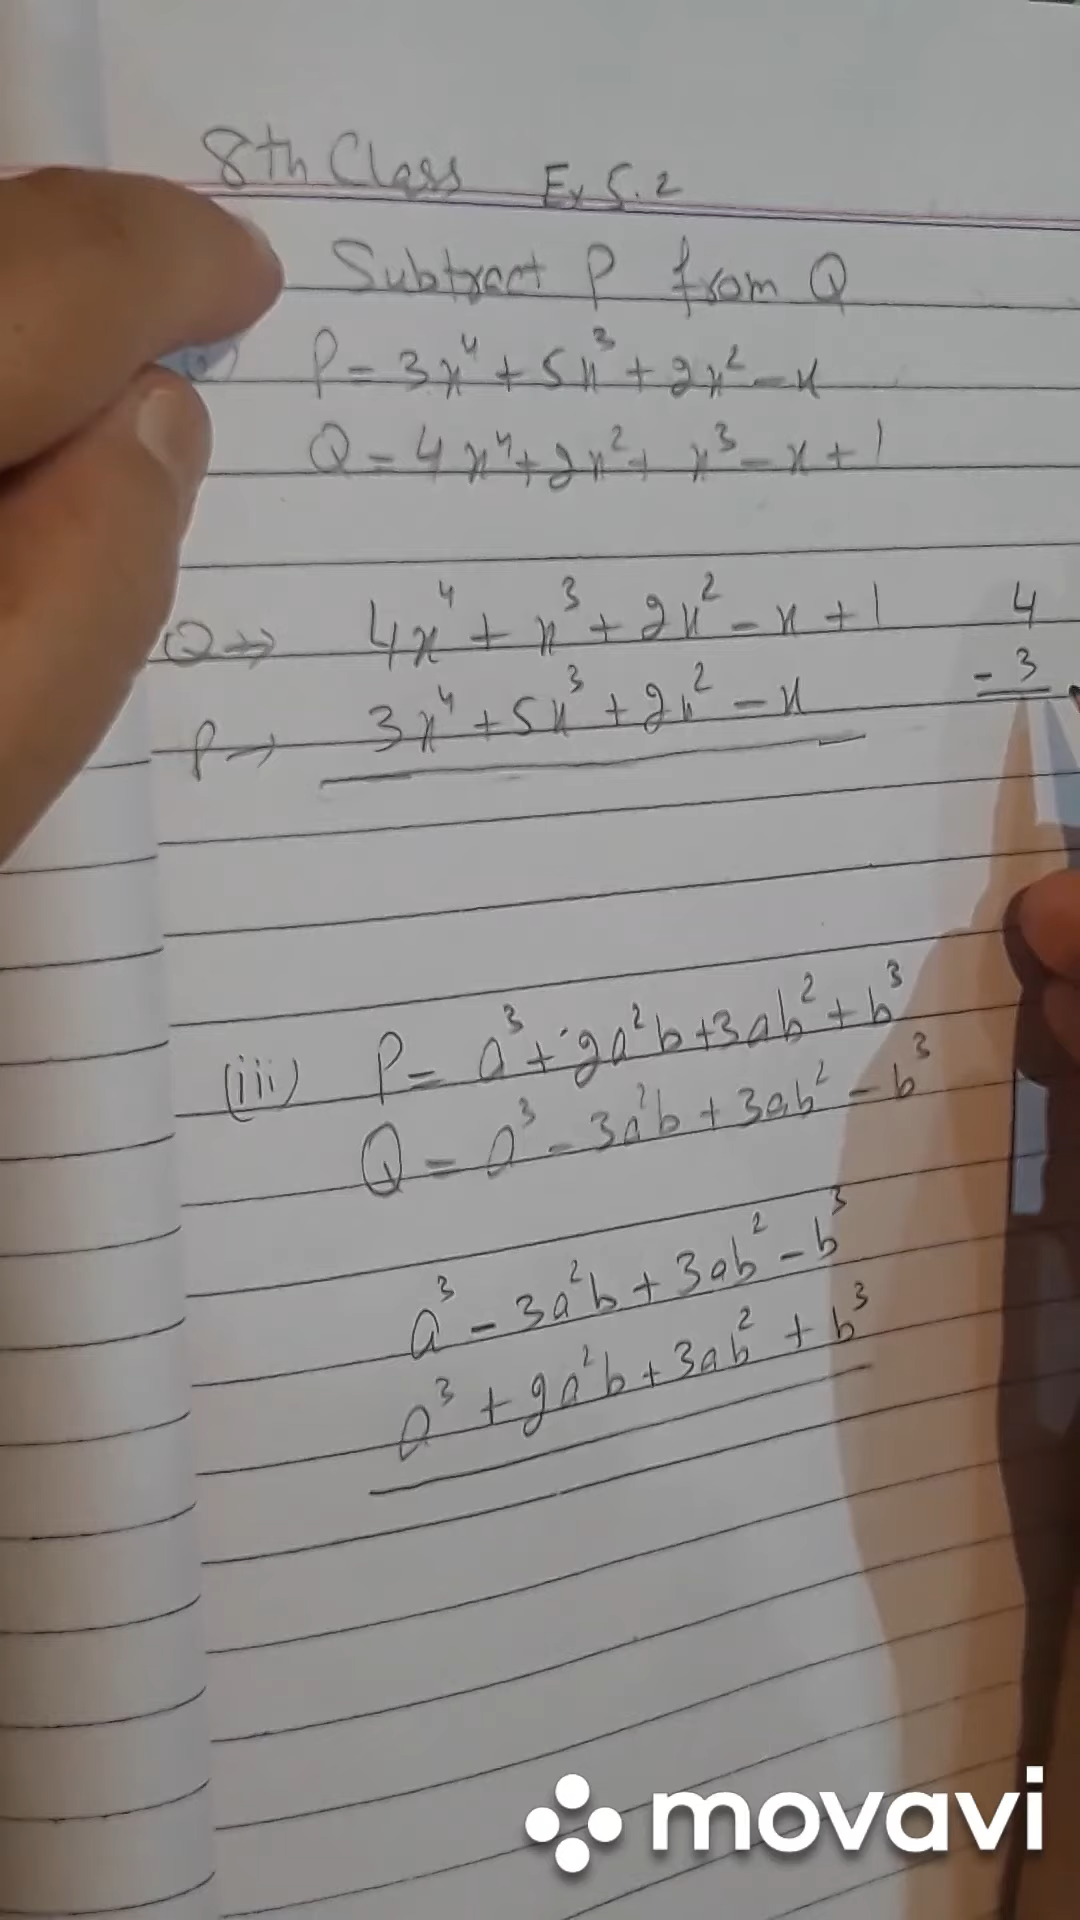 8th Class Ex 5.2
Subtract P from Q
P = 3x⁴ + 5x³ + 2x² - x
Q = 4x⁴ + 2x² + x³ - x + 1
Q → 4x⁴ + x³ + 2x² - x + 1 4
P → 3x⁴ + 5x³ + 2x² - x - 3
(iii) P = a³ + 2a²b + 3ab² + b³
Q = a³ - 3a²b + 3ab² - b³
a³ - 3a²b + 3ab² - b³
a³ + 2a²b + 3ab² + b³
movavi